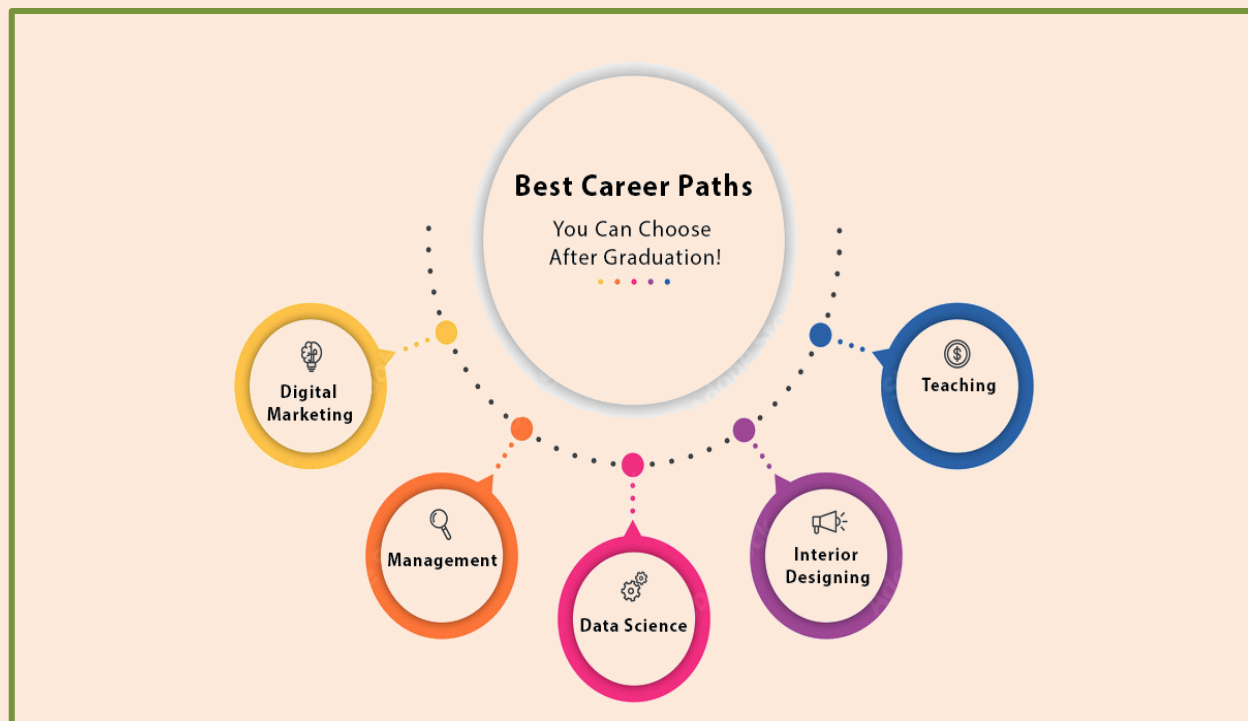 Best Career Paths
You Can Choose
After Graduation!
Digital
Marketing
Management
Data Science
Interior
Designing
Teaching